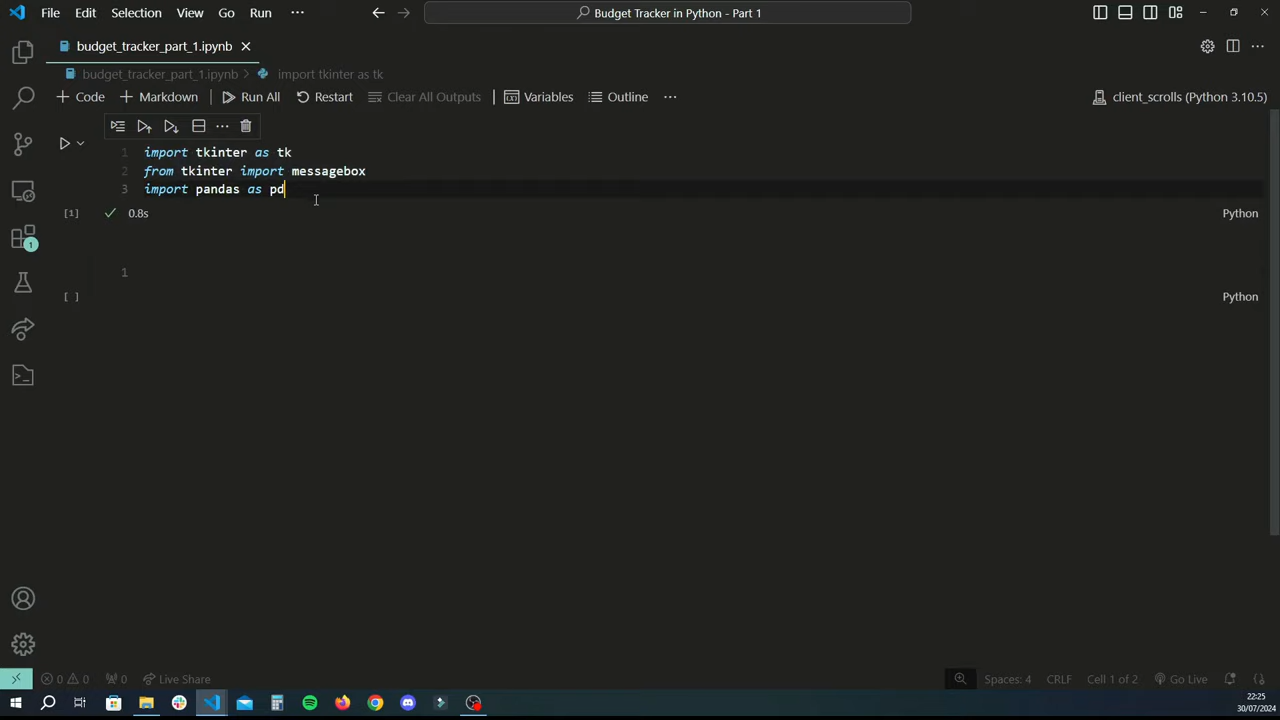 File Edit Selection View Go Run ··· Budget Tracker in Python - Part 1
budget_tracker_part_1.ipynb
budget_tracker_part_1.ipynb > import tkinter as tk
+ Code + Markdown Run All Restart Clear All Outputs Variables Outline ··· client_scrolls (Python 3.10.5)
1 import tkinter as tk
2 from tkinter import messagebox
3 import pandas as pd
[1] 0.8s Python
1
[ ] Python
1
0 0 0 Live Share Spaces: 4 CRLF Cell 1 of 2 Go Live
22:25
30/07/2024